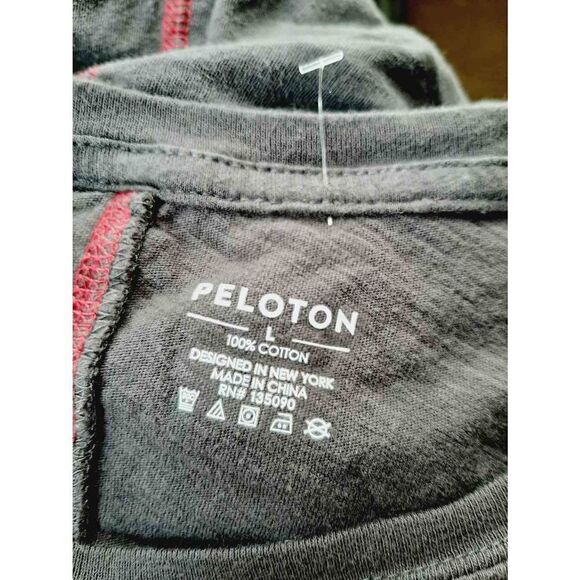 PELOTON
L
100% COTTON
DESIGNED IN NEW YORK
MADE IN CHINA
RN# 135090